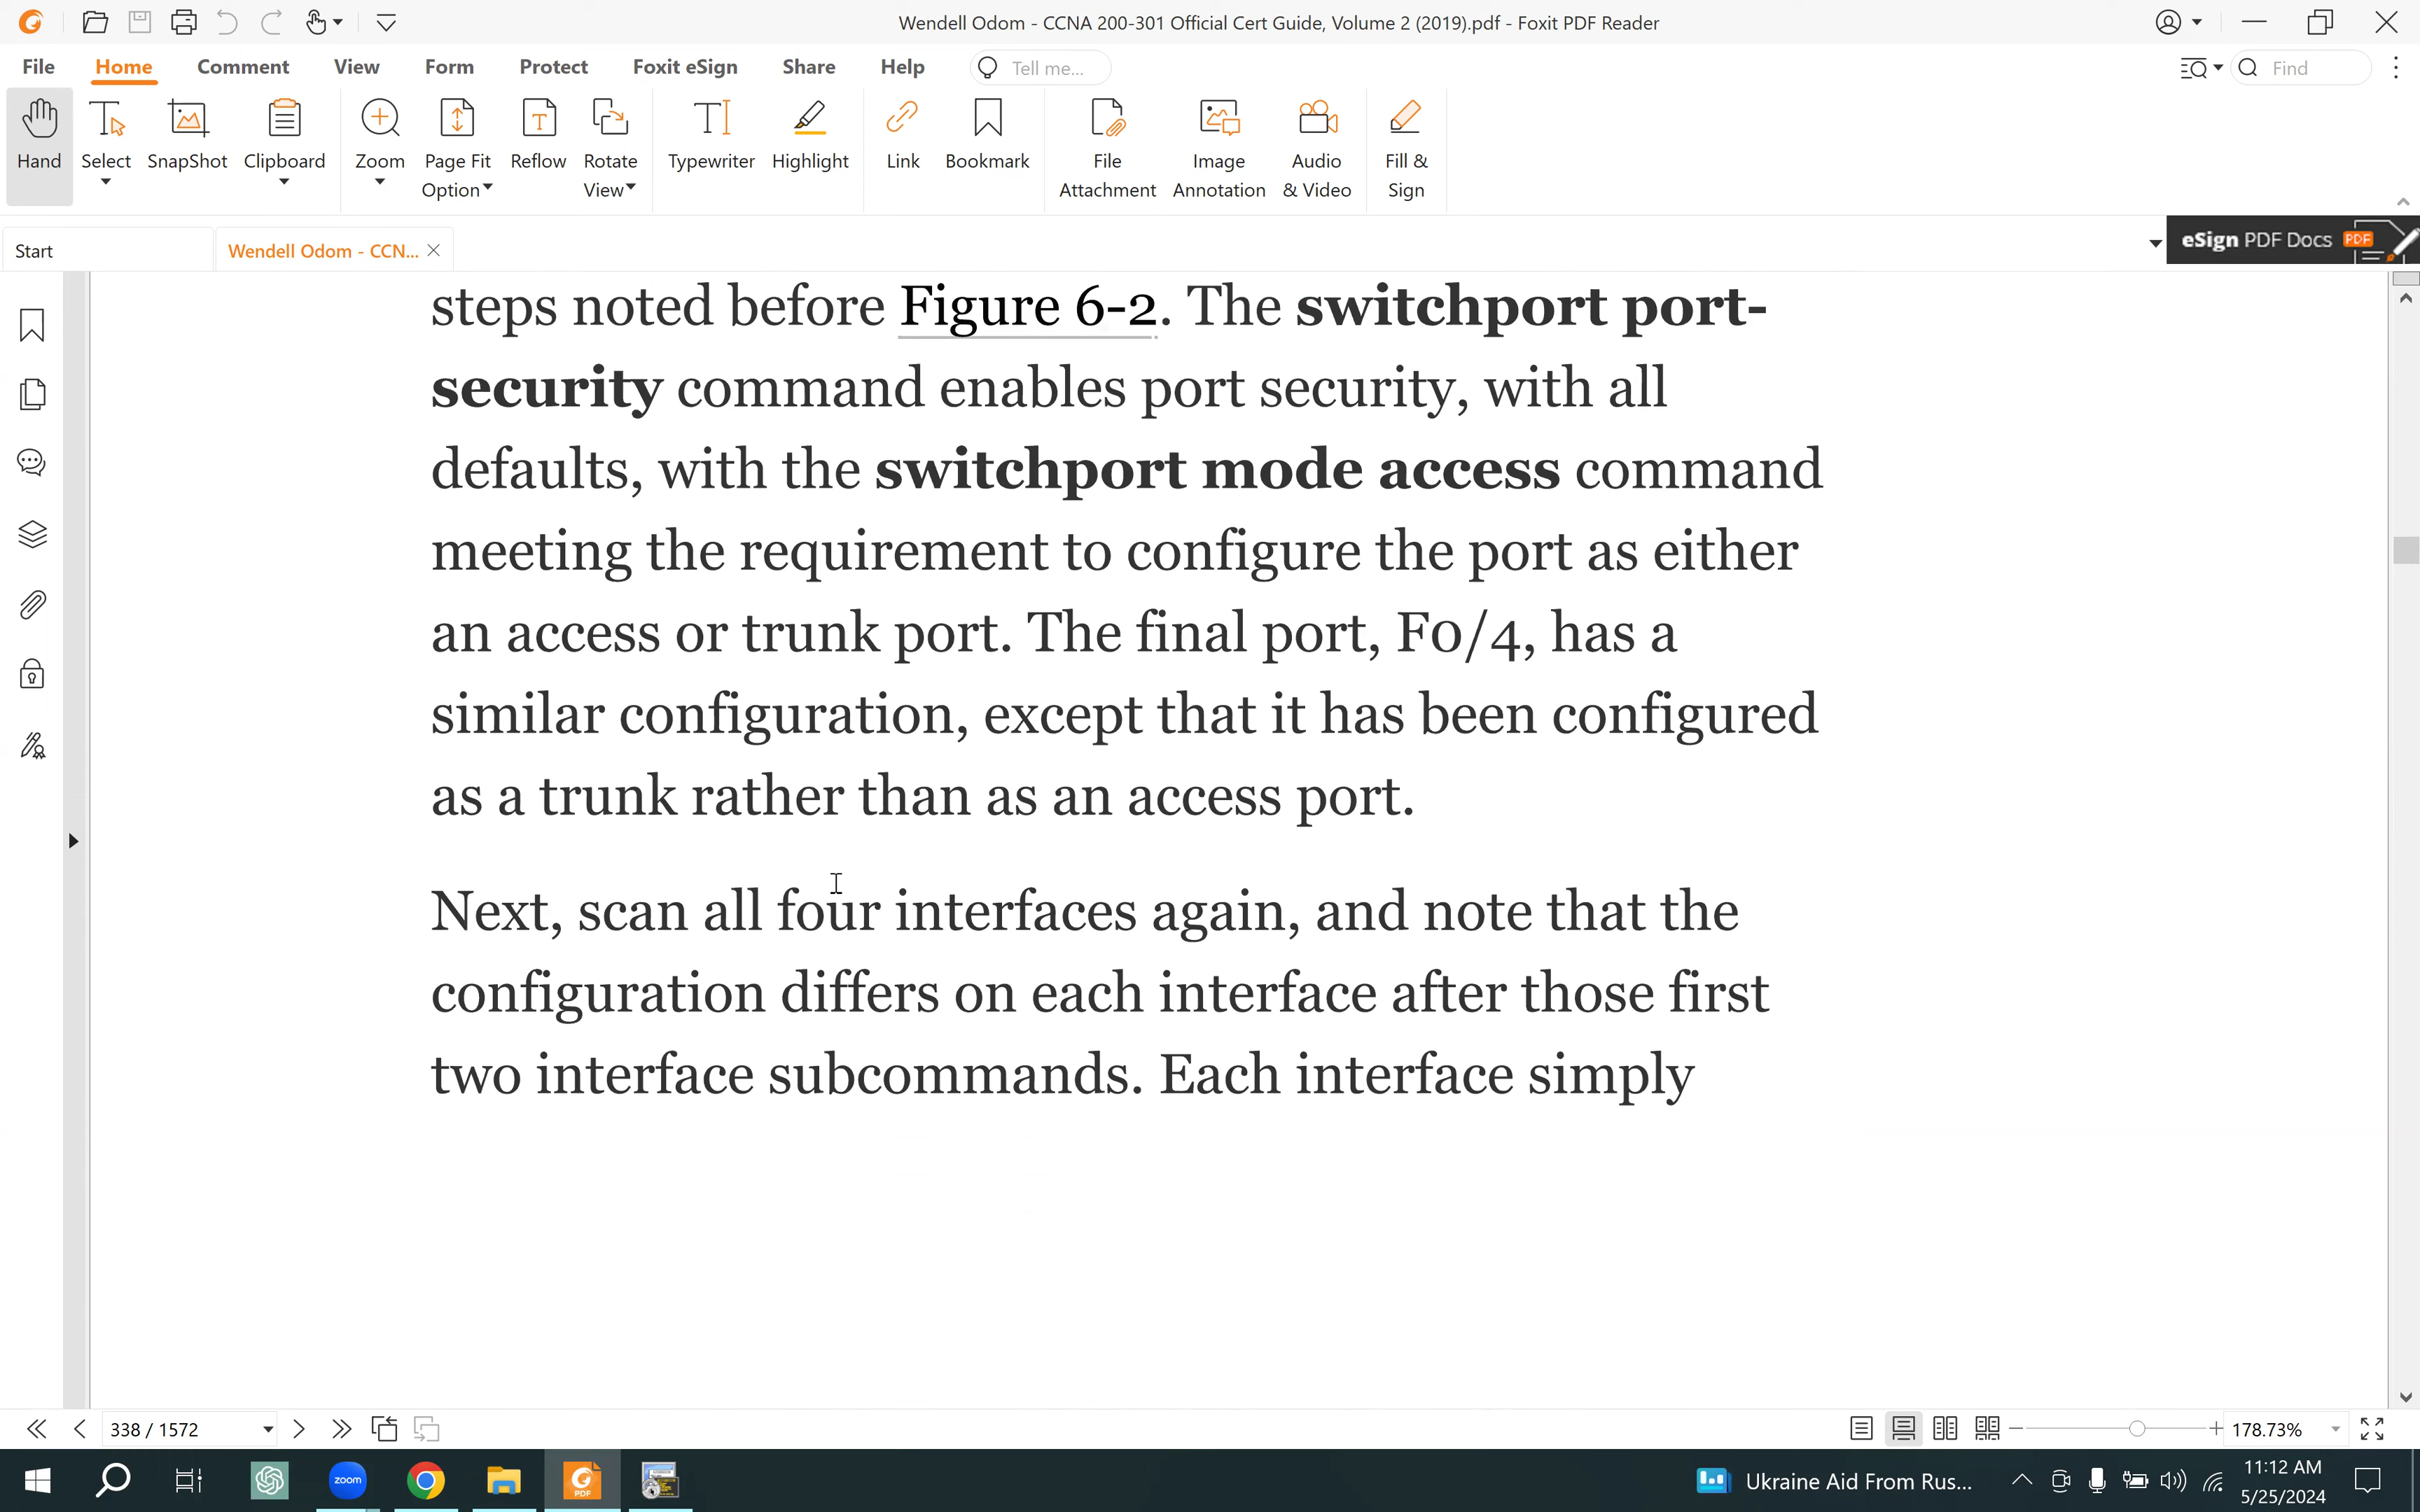 Wendell Odom - CCNA 200-301 Official Cert Guide, Volume 2 (2019).pdf - Foxit PDF Reader
File Home Comment View Form Protect Foxit eSign Share Help Tell me... Find
Hand Select SnapShot Clipboard Zoom Page Fit Option Reflow Rotate View Typewriter Highlight Link Bookmark File Attachment Image Annotation Audio & Video Fill & Sign
Start Wendell Odom - CCN... eSign PDF Docs PDF
steps noted before Figure 6-2. The switchport port-
security command enables port security, with all
defaults, with the switchport mode access command
meeting the requirement to configure the port as either
an access or trunk port. The final port, F0/4, has a
similar configuration, except that it has been configured
as a trunk rather than as an access port.
Next, scan all four interfaces again, and note that the
configuration differs on each interface after those first
two interface subcommands. Each interface simply
338 / 1572 178.73%
zoom PDF Ukraine Aid From Rus... 11:12 AM
5/25/2024